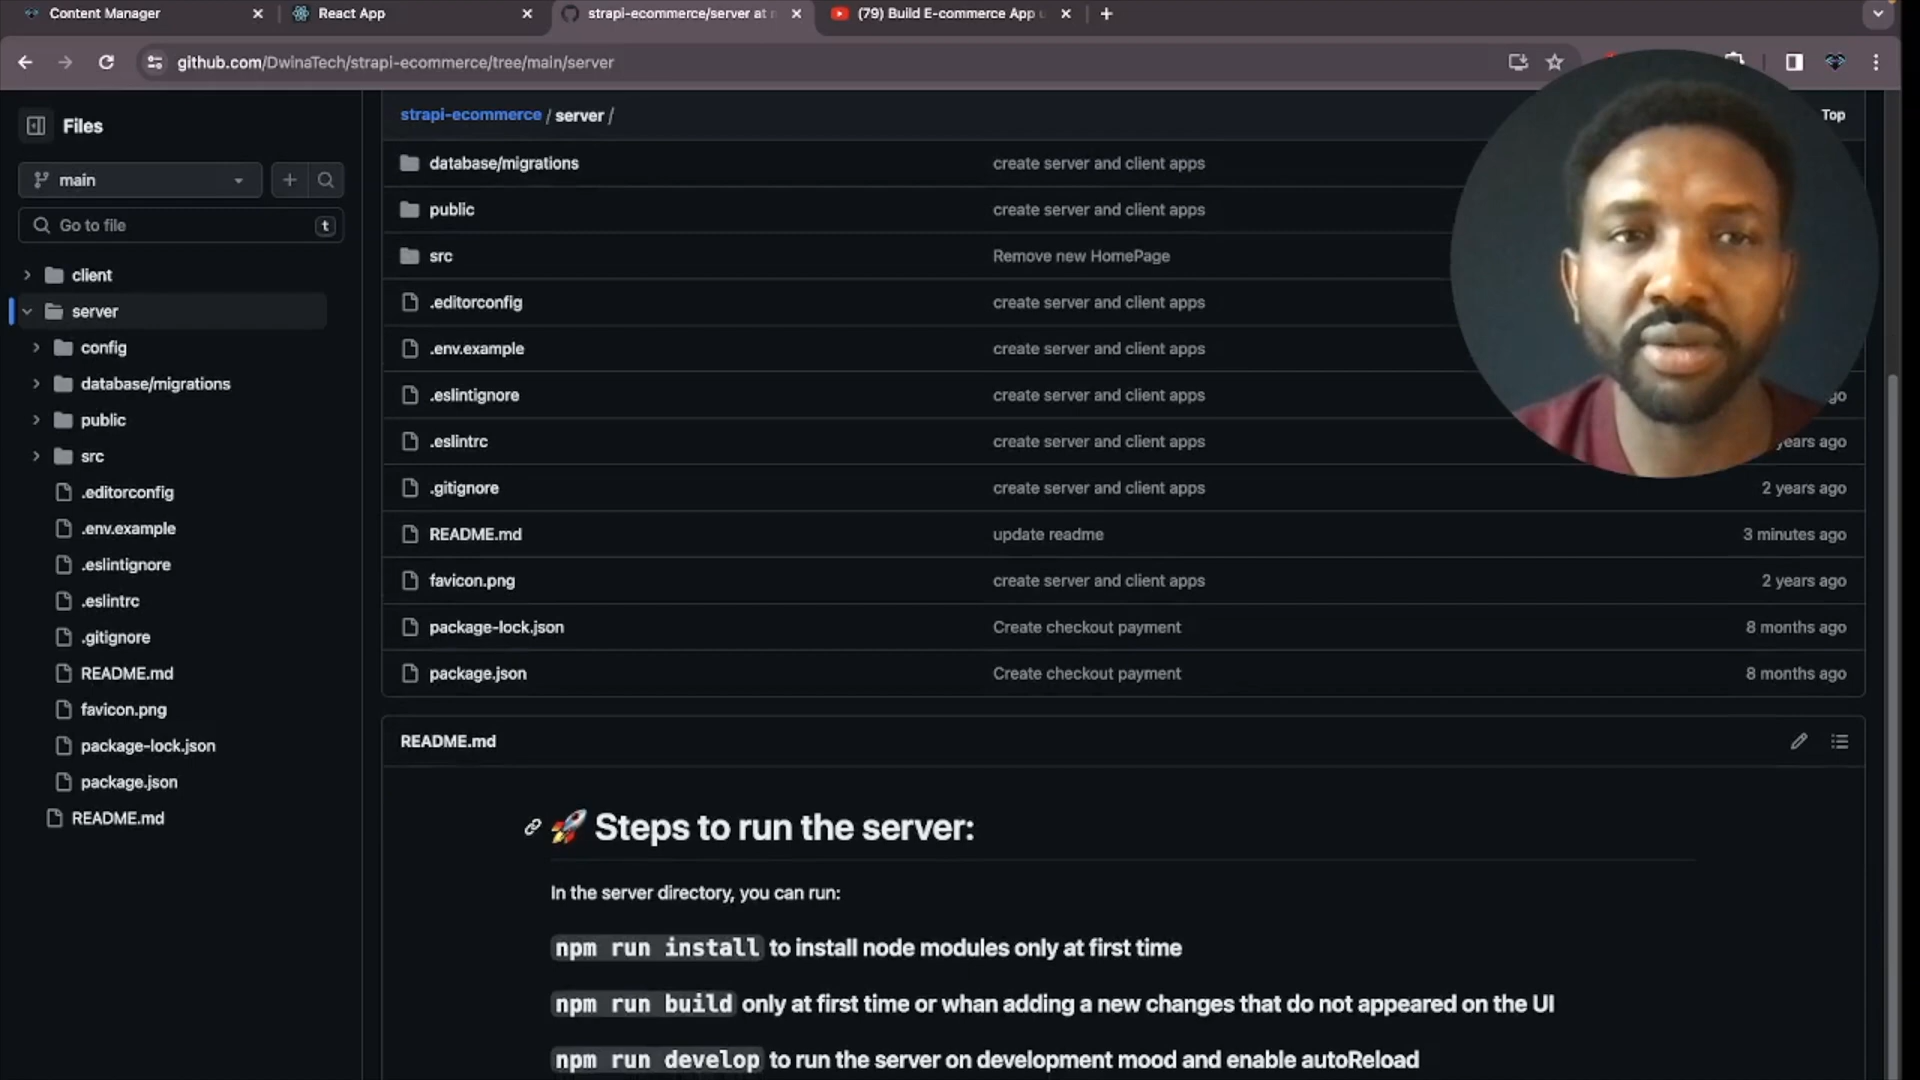 Content Manager
React App
strapi-ecommerce/server at
(79) Build E-commerce App
github.com/DwinaTech/strapi-ecommerce/tree/main/server
Files
main
Go to file
t
client
server
config
database/migrations
public
src
.editorconfig
.env.example
.eslintignore
.eslintrc
.gitignore
README.md
favicon.png
package-lock.json
package.json
README.md
strapi-ecommerce / server /
Top
database/migrations create server and client apps
public create server and client apps
src Remove new HomePage
.editorconfig create server and client apps
.env.example create server and client apps
.eslintignore create server and client apps ago
.eslintrc create server and client apps years ago
.gitignore create server and client apps 2 years ago
README.md update readme 3 minutes ago
favicon.png create server and client apps 2 years ago
package-lock.json Create checkout payment 8 months ago
package.json Create checkout payment 8 months ago
README.md
🚀 Steps to run the server:
In the server directory, you can run:
npm run install to install node modules only at first time
npm run build only at first time or whan adding a new changes that do not appeared on the UI
npm run develop to run the server on development mood and enable autoReload